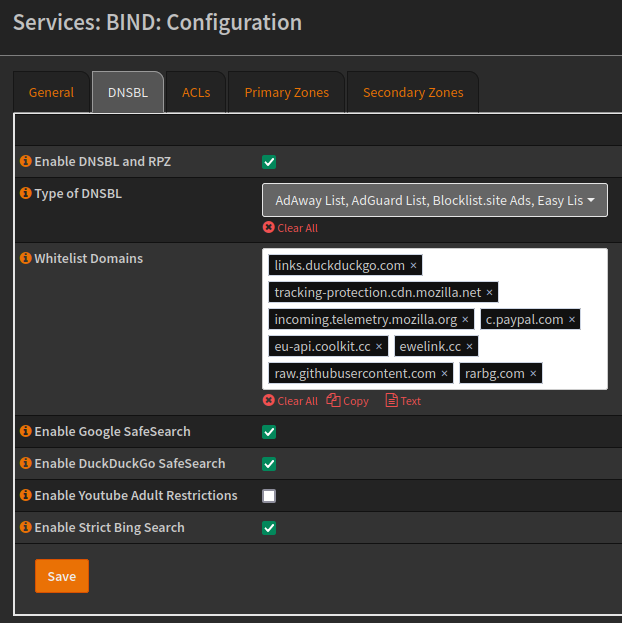 Services: BIND: Configuration
General DNSBL ACLs Primary Zones Secondary Zones
Enable DNSBL and RPZ
Type of DNSBL AdAway List, AdGuard List, Blocklist.site Ads, Easy Lis
Clear All
Whitelist Domains links.duckduckgo.com ×
tracking-protection.cdn.mozilla.net ×
incoming.telemetry.mozilla.org × c.paypal.com ×
eu-api.coolkit.cc × ewelink.cc ×
raw.githubusercontent.com × rarbg.com ×
Clear All Copy Text
Enable Google SafeSearch
Enable DuckDuckGo SafeSearch
Enable Youtube Adult Restrictions
Enable Strict Bing Search
Save